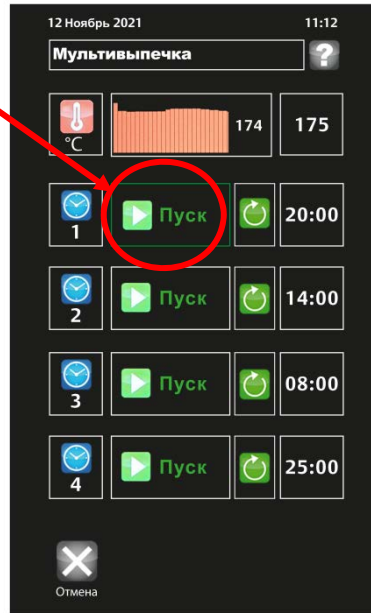 12 Ноябрь 2021 11:12
Мультивыпечка ?
°C 174 175
1 Пуск 20:00
2 Пуск 14:00
3 Пуск 08:00
4 Пуск 25:00
Отмена